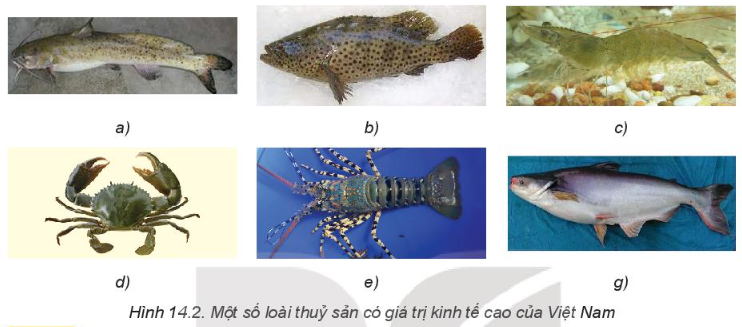 a)
b)
c)
d)
e)
g)
Hình 14.2. Một số loài thuỷ sản có giá trị kinh tế cao của Việt Nam